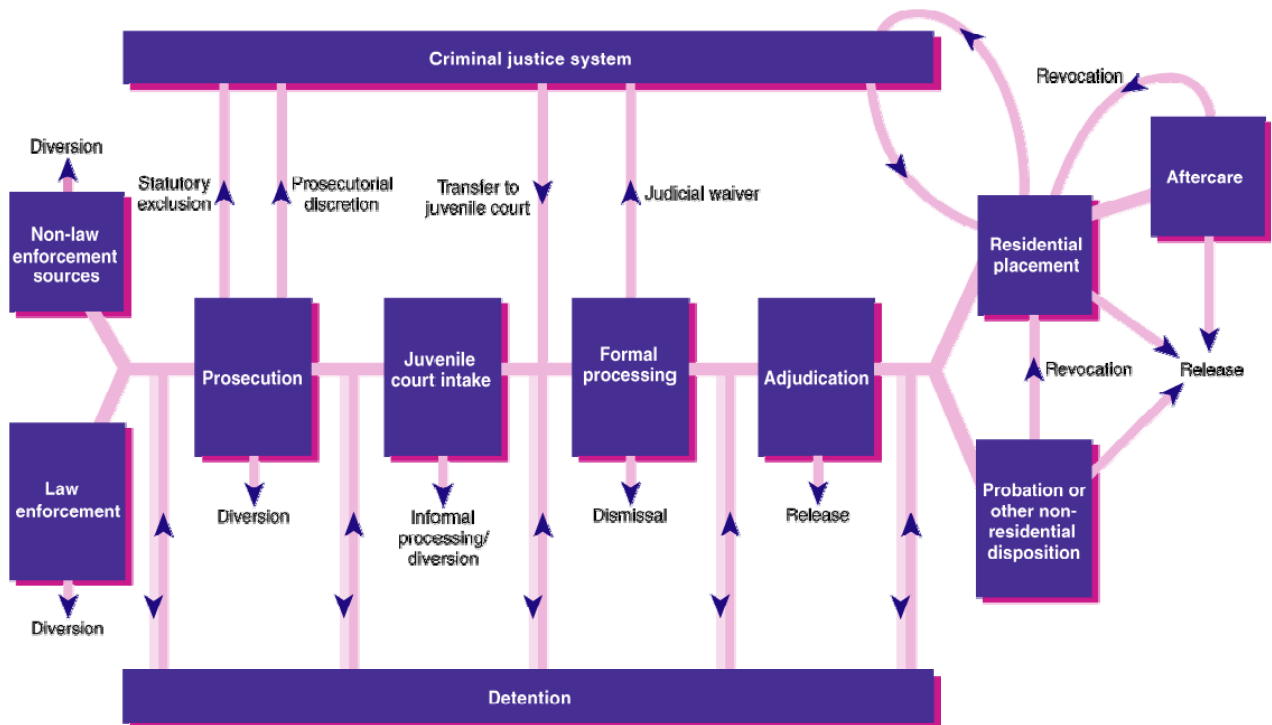 Criminal justice system
Revocation
Diversion
Aftercare
Statutory
exclusion
Prosecutorial
discretion
Transfer to
juvenile court
Judicial waiver
Non-law
enforcement
sources
Residential
placement
Prosecution
Juvenile
court intake
Formal
processing
Adjudication
Revocation
Release
Law
enforcement
Diversion
Informal
processing/
diversion
Dismissal
Release
Probation or
other non-
residential
disposition
Diversion
Detention